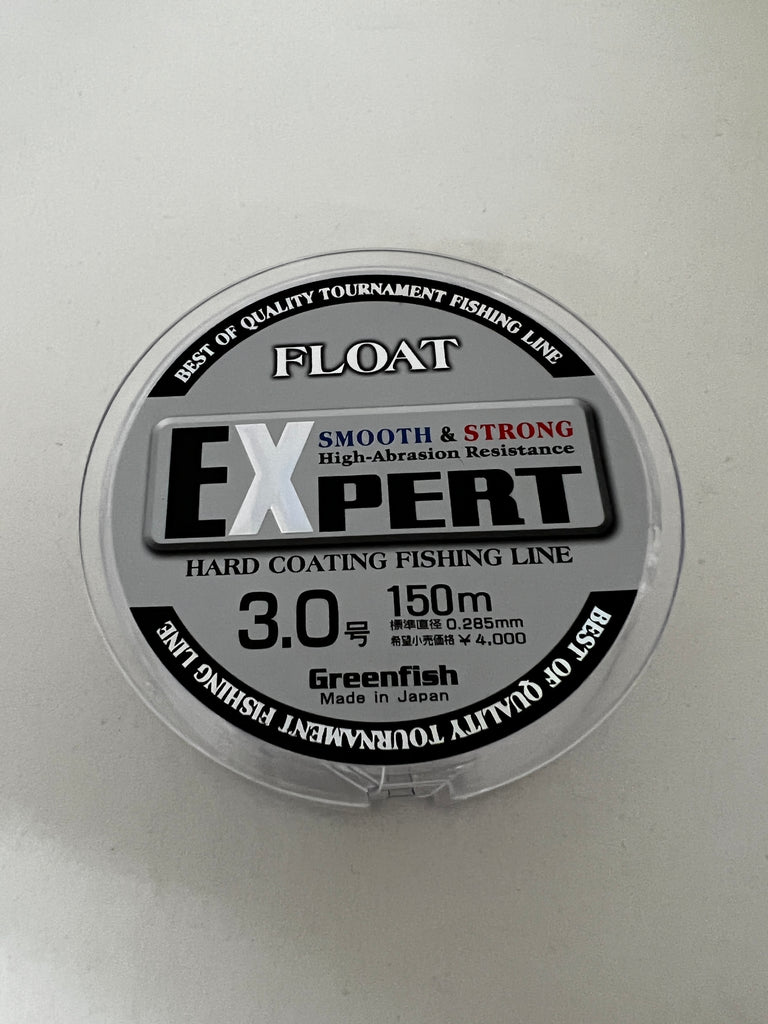 BEST OF QUALITY TOURNAMENT FISHING LINE
FLOAT
SMOOTH & STRONG
High-Abrasion Resistance
EXPERT
HARD COATING FISHING LINE
3.0号
150m
標準直径 0.285mm
希望小売価格 ¥ 4,000
Greenfish
Made in Japan
BEST OF QUALITY TOURNAMENT FISHING LINE